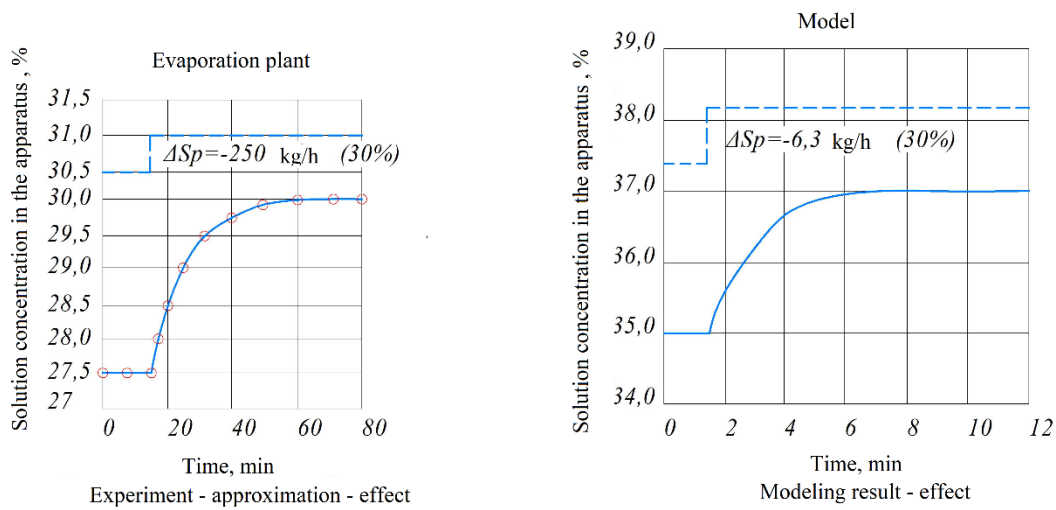 Evaporation plant
Solution concentration in the apparatus , %
31,5
31,0
30,5
30,0
29,5
29,0
28,5
28,0
27,5
27
ΔSp=-250 kg/h (30%)
0 20 40 60 80
Time, min
Experiment - approximation - effect
Model
Solution concentration in the apparatus , %
39,0
38,0
37,0
36,0
35,0
34,0
ΔSp=-6,3 kg/h (30%)
0 2 4 6 8 10 12
Time, min
Modeling result - effect